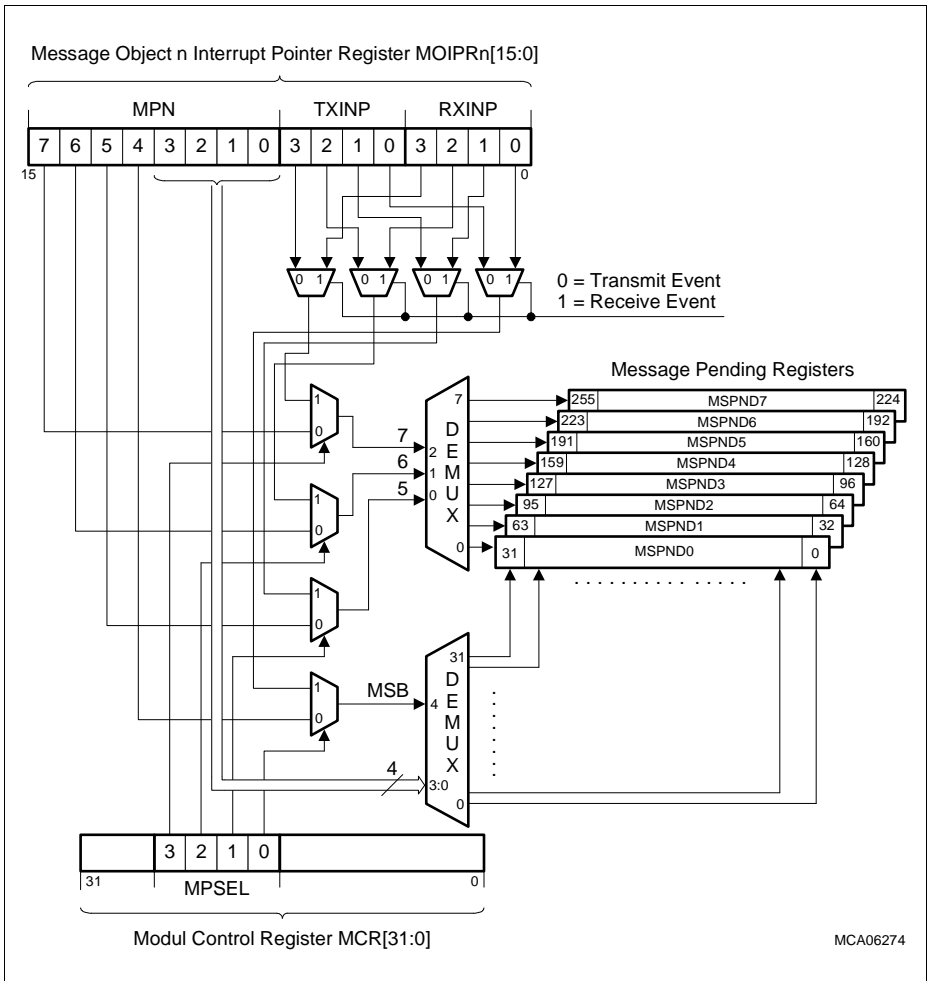 Message Object n Interrupt Pointer Register MOIPRn[15:0]
MPN TXINP RXINP
7 6 5 4 3 2 1 0 3 2 1 0 3 2 1 0
15 0
0 1 0 1 0 1 0 1
0 = Transmit Event
1 = Receive Event
Message Pending Registers
255 MSPND7 224
223 MSPND6 192
191 MSPND5 160
159 MSPND4 128
127 MSPND3 96
95 MSPND2 64
63 MSPND1 32
31 MSPND0 0
1
0
7
6
5
7
2
1
0
DEMUX
0
1
0
1
0
1
0
MSB
4
31
4
3:0
DEMUX
0
. . . . . . . . . . . . . . .
3 2 1 0
31 MPSEL 0
Modul Control Register MCR[31:0]
MCA06274